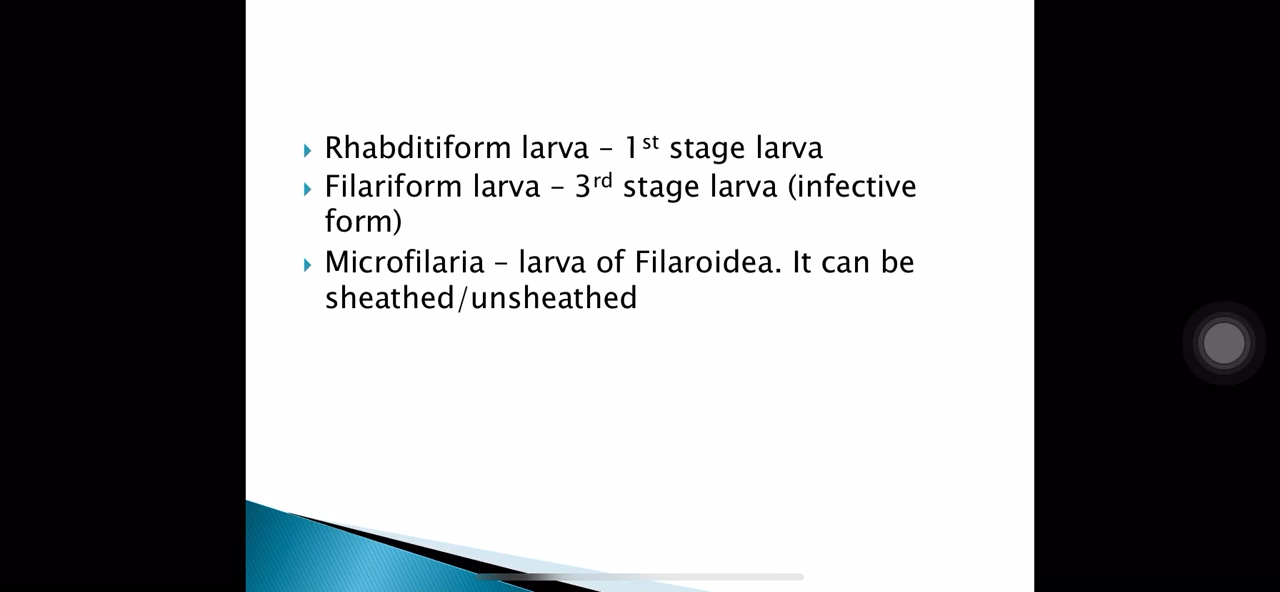 Rhabditiform larva – 1st stage larva
Filariform larva – 3rd stage larva (infective
form)
Microfilaria – larva of Filaroidea. It can be
sheathed/unsheathed